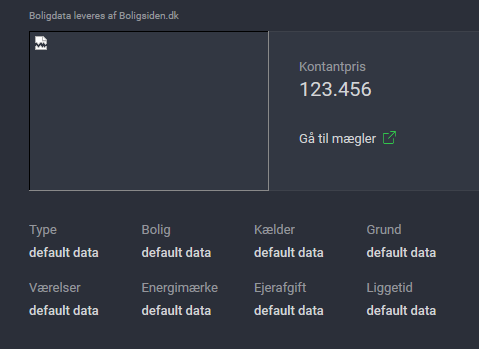 Boligdata leveres af Boligsiden.dk
Kontantpris
123.456
Gå til mægler
Type Bolig Kælder Grund
default data default data default data default data
Værelser Energimærke Ejerafgift Liggetid
default data default data default data default data